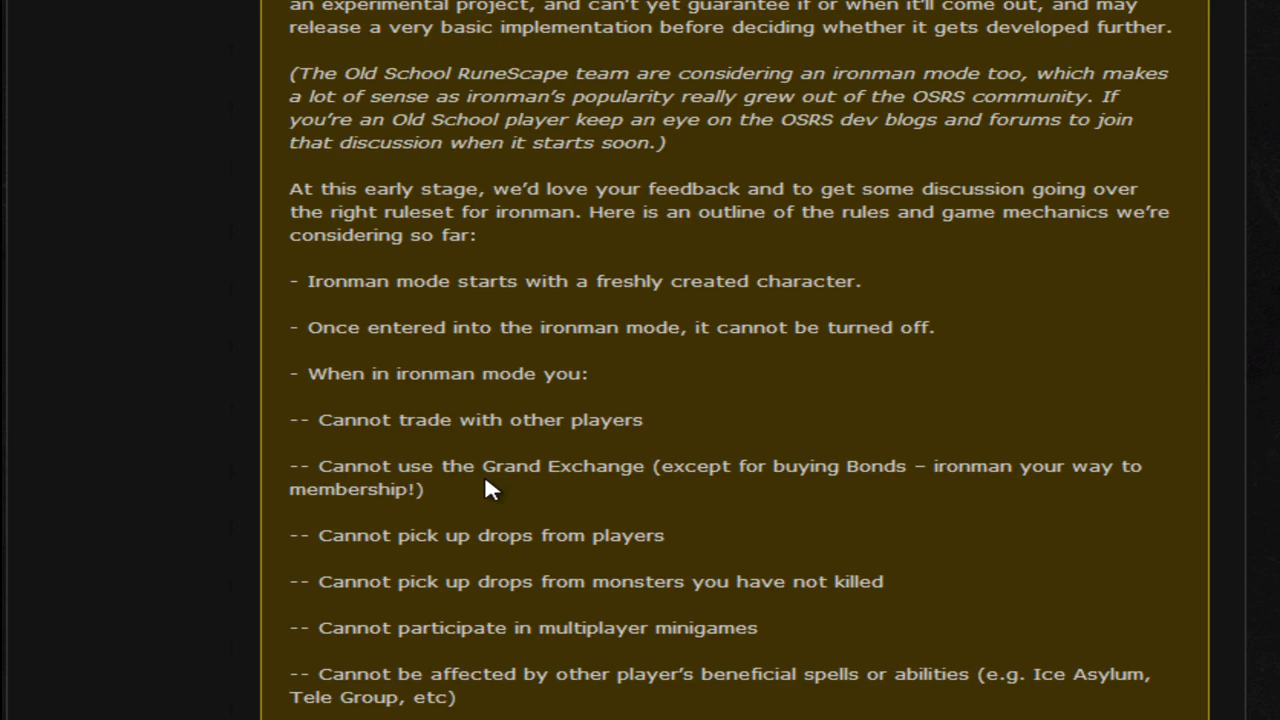 an experimental project, and can't yet guarantee if or when it'll come out, and may
release a very basic implementation before deciding whether it gets developed further.
(The Old School RuneScape team are considering an ironman mode too, which makes
a lot of sense as ironman's popularity really grew out of the OSRS community. If
you're an Old School player keep an eye on the OSRS dev blogs and forums to join
that discussion when it starts soon.)
At this early stage, we'd love your feedback and to get some discussion going over
the right ruleset for ironman. Here is an outline of the rules and game mechanics we're
considering so far:
- Ironman mode starts with a freshly created character.
- Once entered into the ironman mode, it cannot be turned off.
- When in ironman mode you:
-- Cannot trade with other players
-- Cannot use the Grand Exchange (except for buying Bonds – ironman your way to
membership!)
-- Cannot pick up drops from players
-- Cannot pick up drops from monsters you have not killed
-- Cannot participate in multiplayer minigames
-- Cannot be affected by other player's beneficial spells or abilities (e.g. Ice Asylum,
Tele Group, etc)